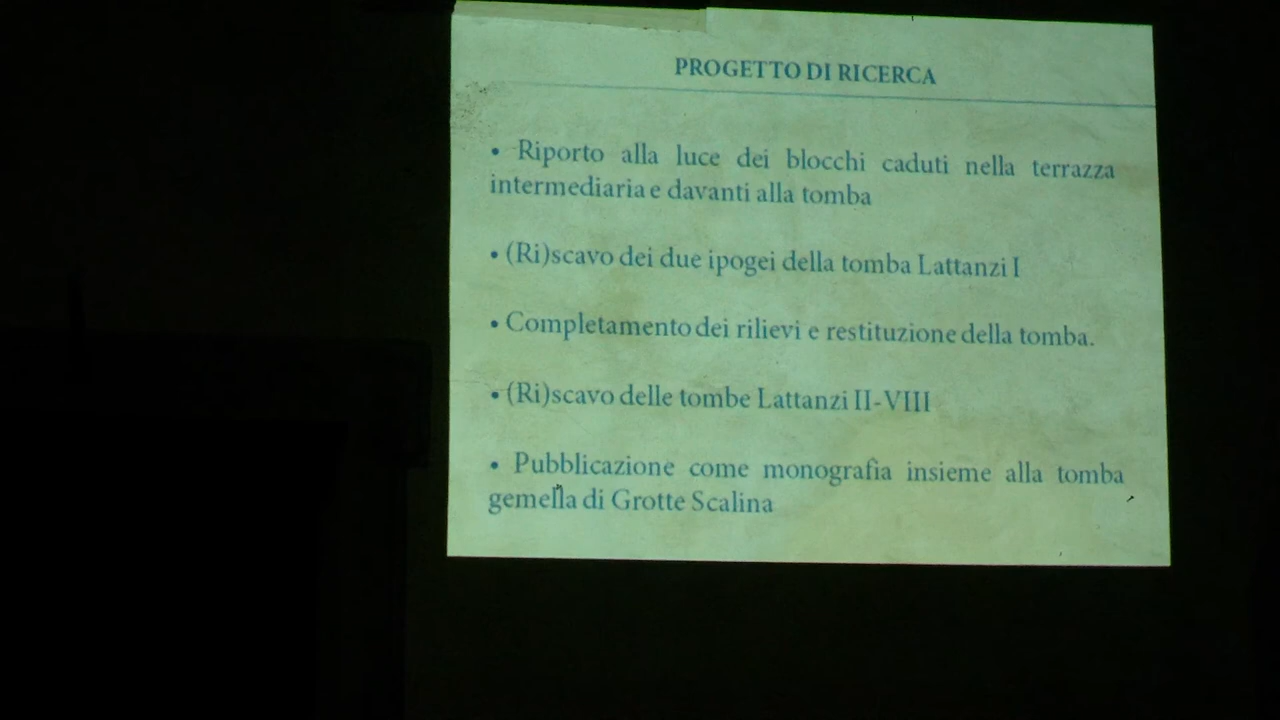 PROGETTO DI RICERCA
• Riporto alla luce dei blocchi caduti nella terrazza
intermediaria e davanti alla tomba
• (Ri)scavo dei due ipogei della tomba Lattanzi I
• Completamento dei rilievi e restituzione della tomba.
• (Ri)scavo delle tombe Lattanzi II-VIII
• Pubblicazione come monografia insieme alla tomba
gemella di Grotte Scalina